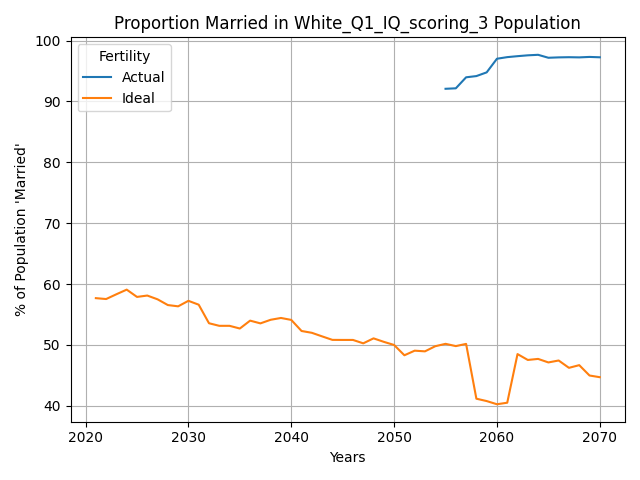 Proportion Married in White_Q1_IQ_scoring_3 Population
% of Population 'Married'
100
90
80
70
60
50
40
Fertility
Actual
Ideal
2020 2030 2040 2050 2060 2070
Years